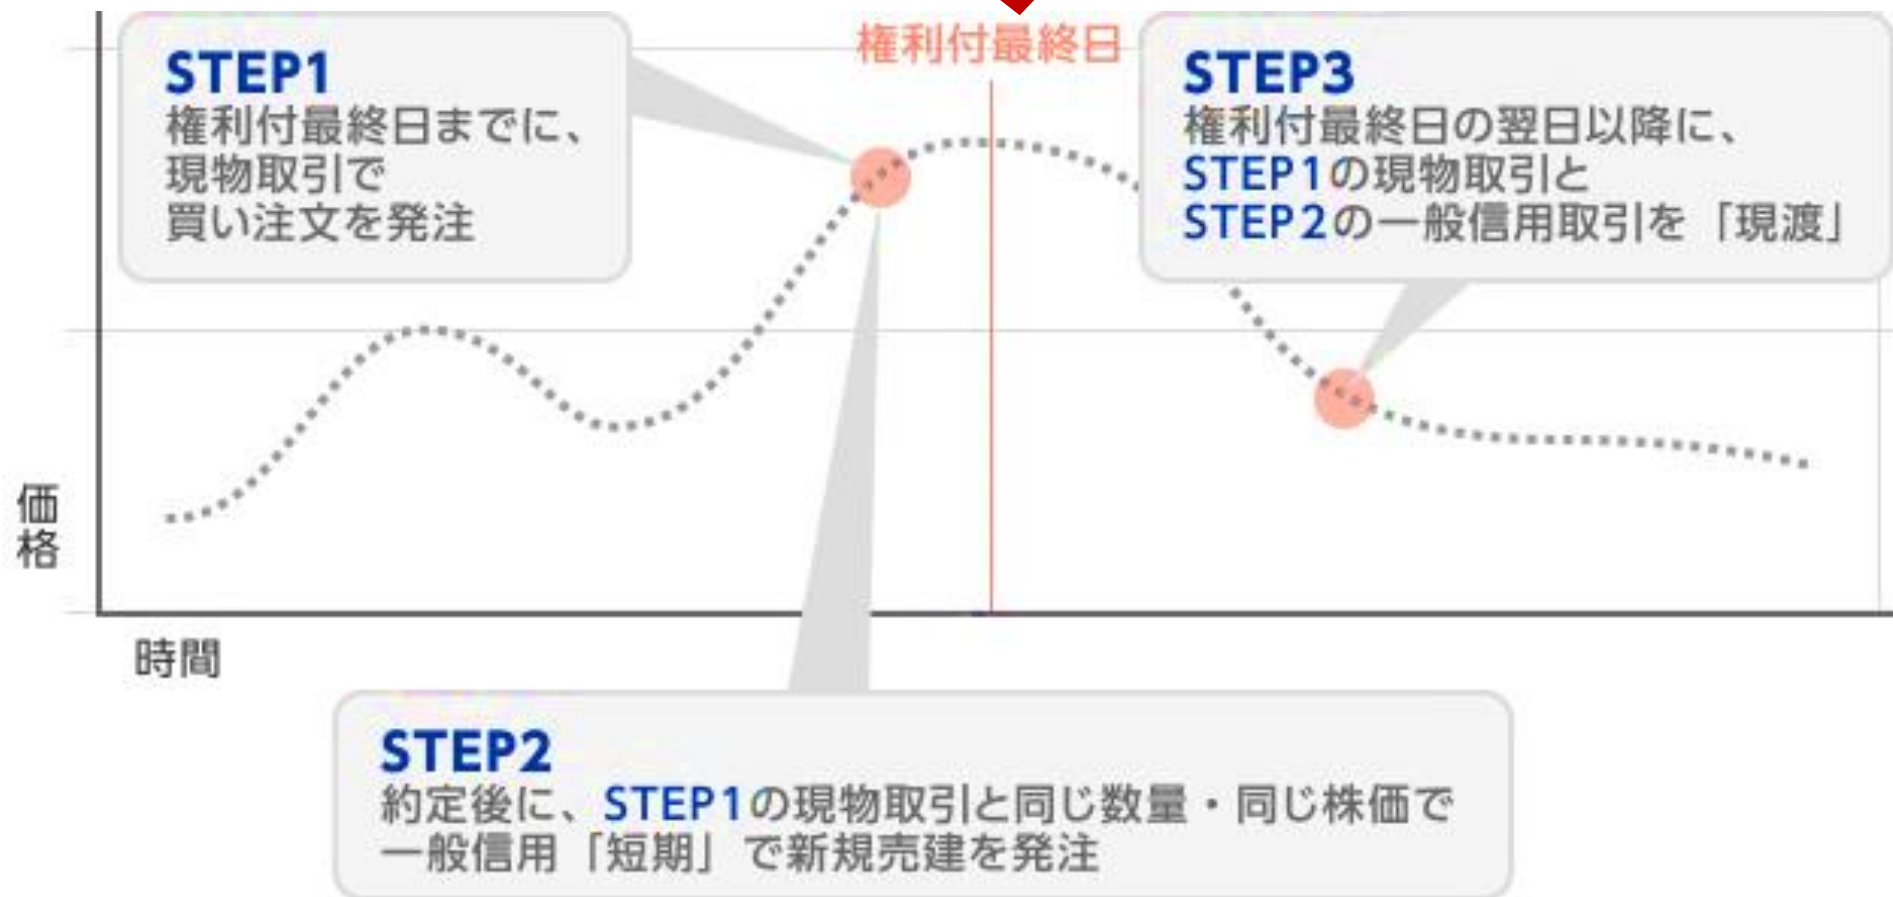 STEP1
権利付最終日までに、
現物取引で
買い注文を発注
権利付最終日
STEP3
権利付最終日の翌日以降に、
STEP1の現物取引と
STEP2の一般信用取引を「現渡」
価格
時間
STEP2
約定後に、STEP1の現物取引と同じ数量・同じ株価で
一般信用「短期」で新規売建を発注